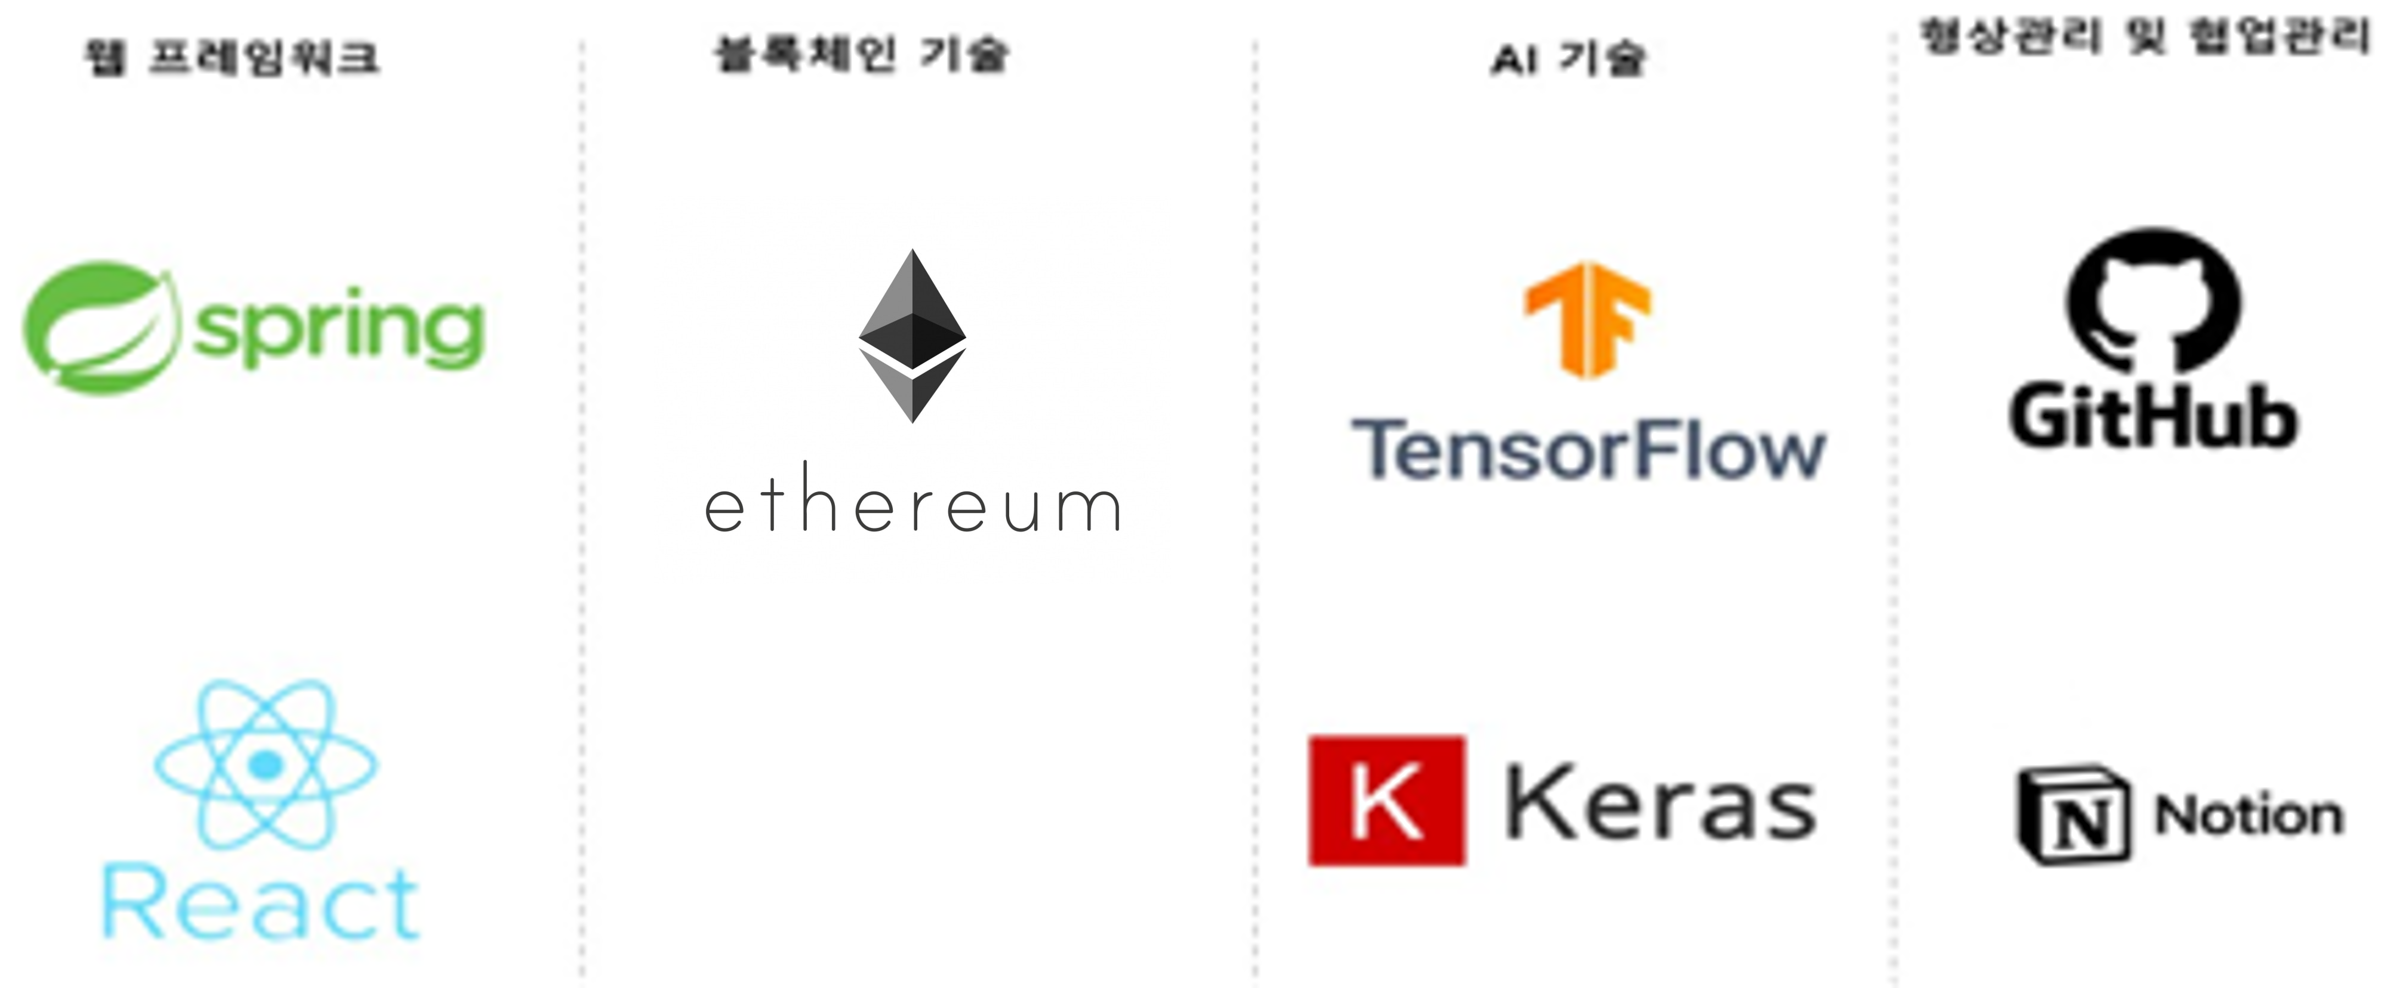 웹 프레임워크
spring
React
블록체인 기술
ethereum
AI 기술
TensorFlow
K Keras
형상관리 및 협업관리
GitHub
N Notion